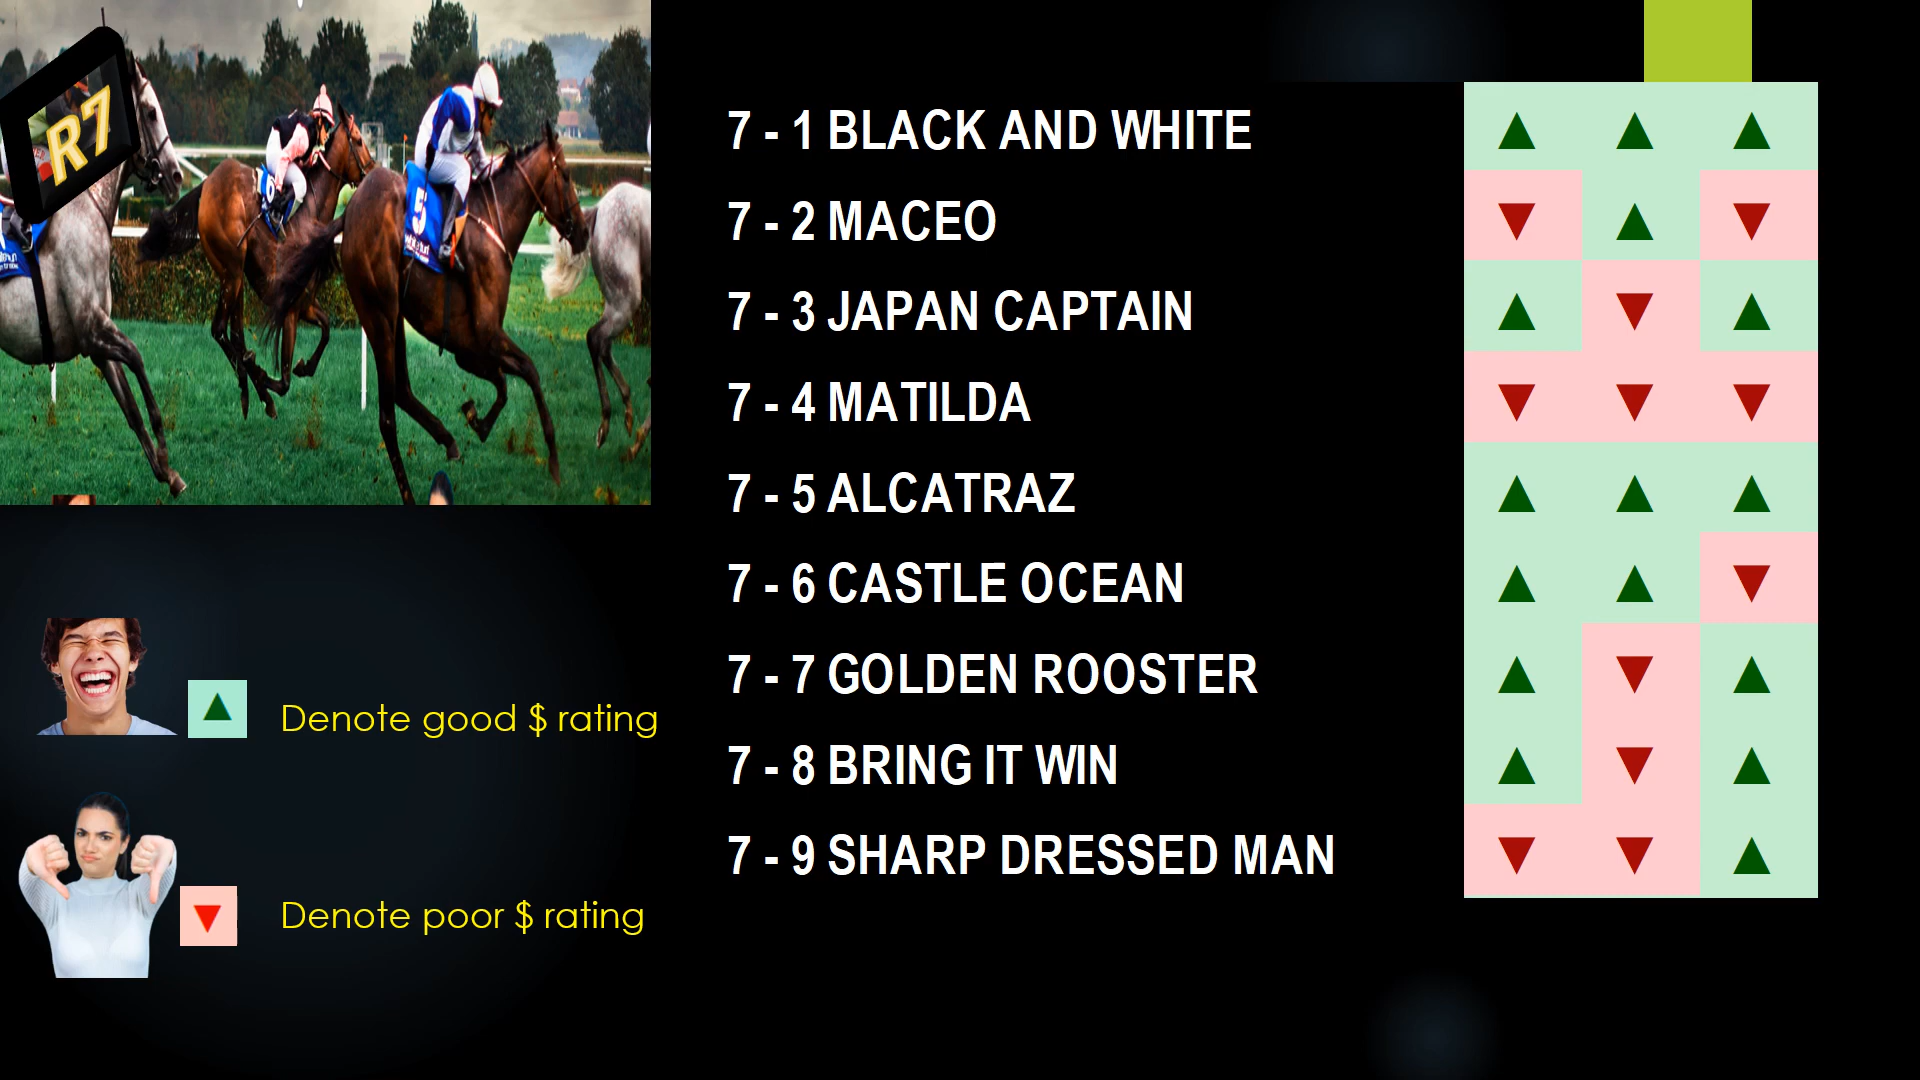 R7
5
6
7 - 1 BLACK AND WHITE ▲ ▲ ▲
7 - 2 MACEO ▼ ▲ ▼
7 - 3 JAPAN CAPTAIN ▲ ▼ ▲
7 - 4 MATILDA ▼ ▼ ▼
7 - 5 ALCATRAZ ▲ ▲ ▲
7 - 6 CASTLE OCEAN ▲ ▲ ▼
7 - 7 GOLDEN ROOSTER ▲ ▼ ▲
7 - 8 BRING IT WIN ▲ ▼ ▲
7 - 9 SHARP DRESSED MAN ▼ ▼ ▲
▲ Denote good $ rating
▼ Denote poor $ rating